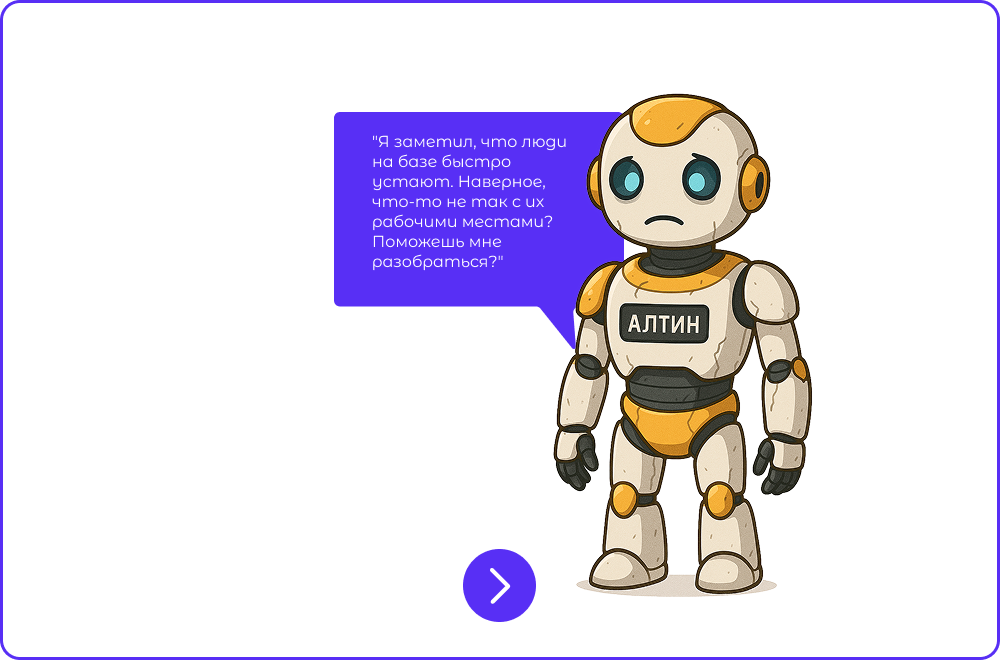 "Я заметил, что люди
на базе быстро
устают. Наверное,
что-то не так с их
рабочими местами?
Поможешь мне
разобраться?"
АЛТИН